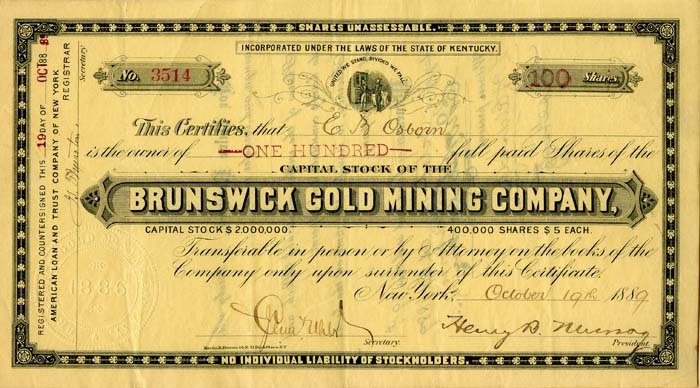 SHARES UNASSESSABLE.
INCORPORATED UNDER THE LAWS OF THE STATE OF KENTUCKY.
UNITED WE STAND, DIVIDED WE FALL
No. 3514
100 Shares.
This Certifies, that E B Osborn
is the owner of —ONE HUNDRED— full paid Shares of the
CAPITAL STOCK OF THE
BRUNSWICK GOLD MINING COMPANY,
CAPITAL STOCK $2,000,000. 400,000 SHARES $5 EACH.
Transferable in person or by Attorney on the books of the
Company only upon surrender of this Certificate.
New York, October 19th 1889
Secretary.
Henry B.
President.
NO INDIVIDUAL LIABILITY OF STOCKHOLDERS.
REGISTERED AND COUNTERSIGNED THIS 19 DAY OF OCT 188
AMERICAN LOAN AND TRUST COMPANY OF NEW YORK
REGISTRAR
Secretary.
1886